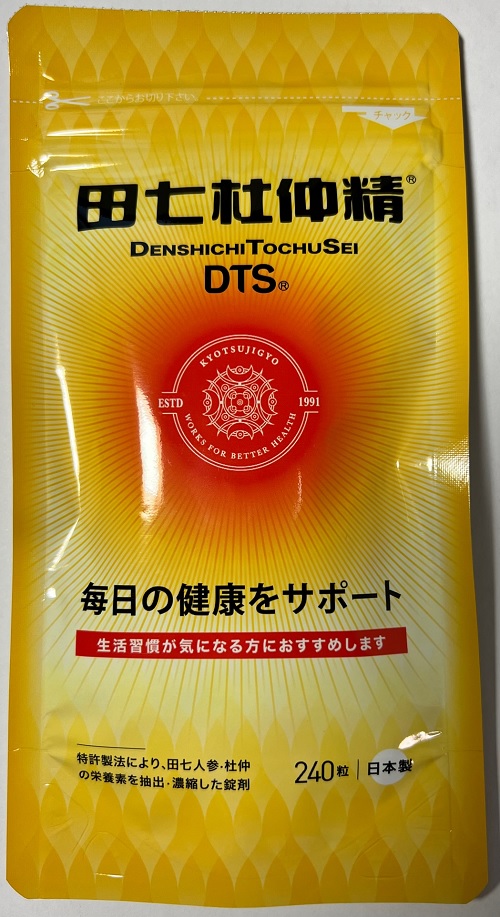 ここからお切り下さい
チャック
田七杜仲精®
DENSHICHITOCHUSEI
DTS®
KYOTSUJIGYO
ESTD 1991
WORKS FOR BETTER HEALTH
毎日の健康をサポート
生活習慣が気になる方におすすめします
特許製法により、田七人参・杜仲
の栄養素を抽出・濃縮した錠剤
240粒 | 日本製